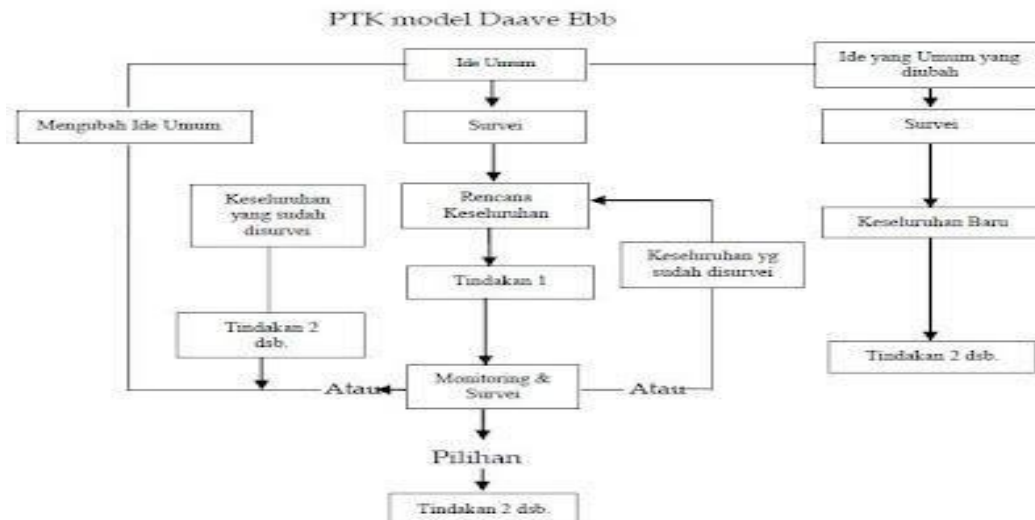 PTK model Daave Ebb
Ide Umum
Ide yang Umum yang
diubah
Mengubah Ide Umum
Survei
Survei
Keseluruhan
yang sudah
disurvei
Rencana
Keseluruhan
Keseluruhan Baru
Keseluruhan yg
sudah disurvei
Tindakan 1
Tindakan 2
dsb.
Tindakan 2 dsb.
Atau
Monitoring &
Survei
Atau
Pilihan
Tindakan 2 dsb.